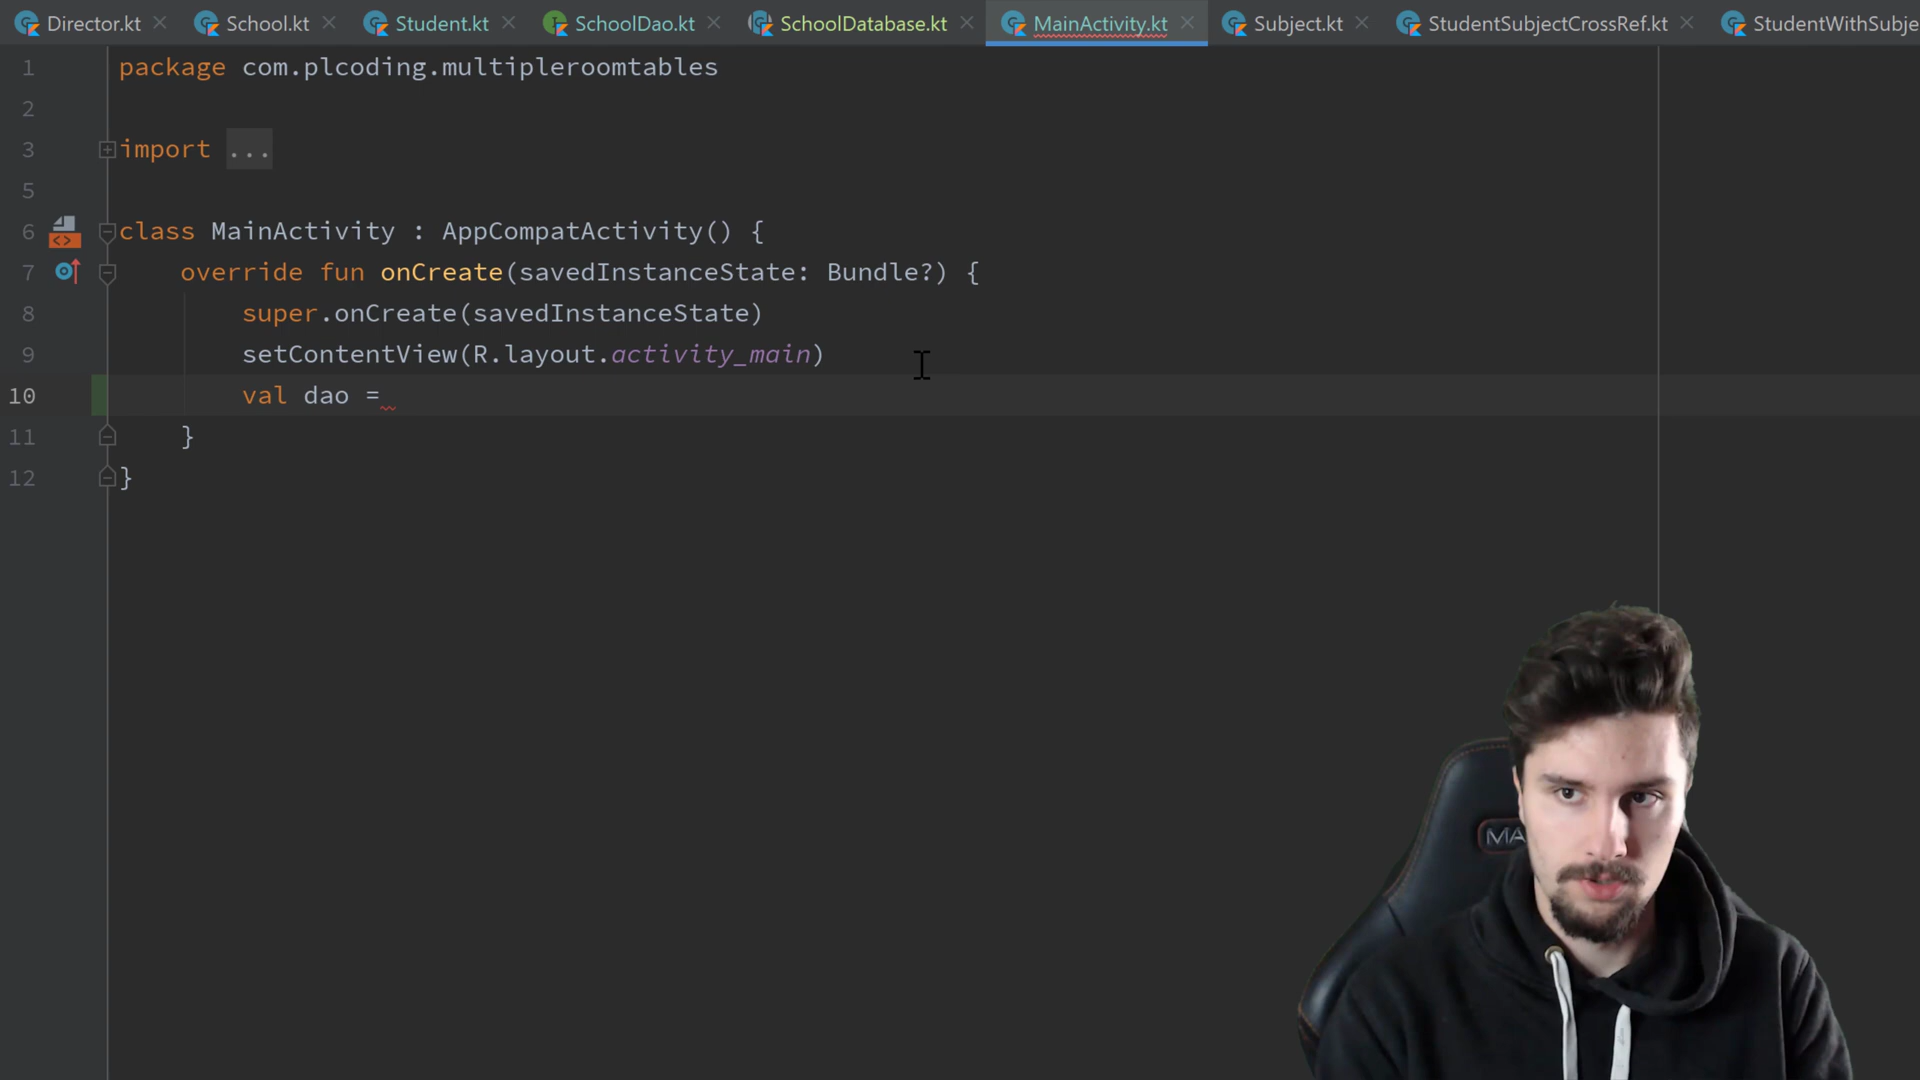 Director.kt School.kt Student.kt SchoolDao.kt SchoolDatabase.kt MainActivity.kt Subject.kt StudentSubjectCrossRef.kt StudentWithSubje
1 package com.plcoding.multipleroomtables
2
3 import ...
5
6 class MainActivity : AppCompatActivity() {
7 override fun onCreate(savedInstanceState: Bundle?) {
8 super.onCreate(savedInstanceState)
9 setContentView(R.layout.activity_main)
10 val dao =
11 }
12 }
MA